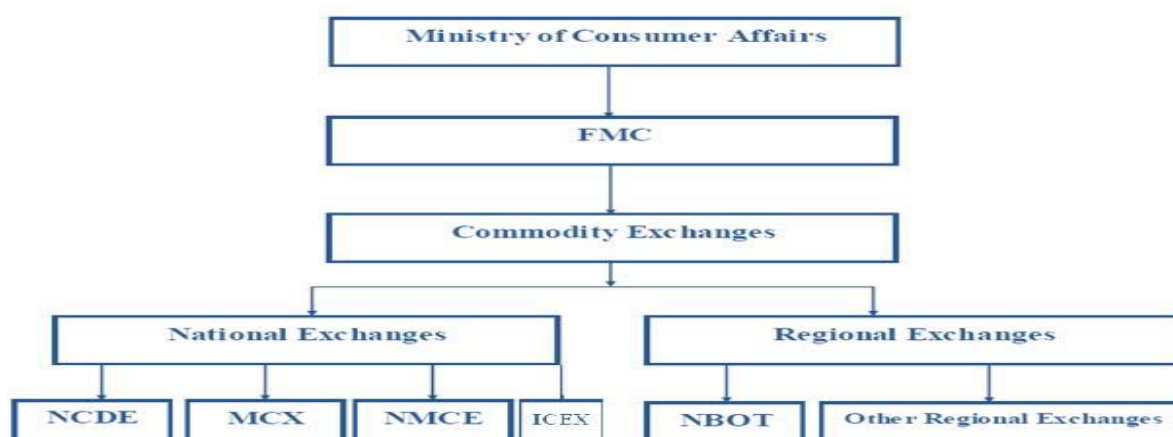 Ministry of Consumer Affairs
FMC
Commodity Exchanges
National Exchanges
Regional Exchanges
NCDE
MCX
NMCE
ICEX
NBOT
Other Regional Exchanges